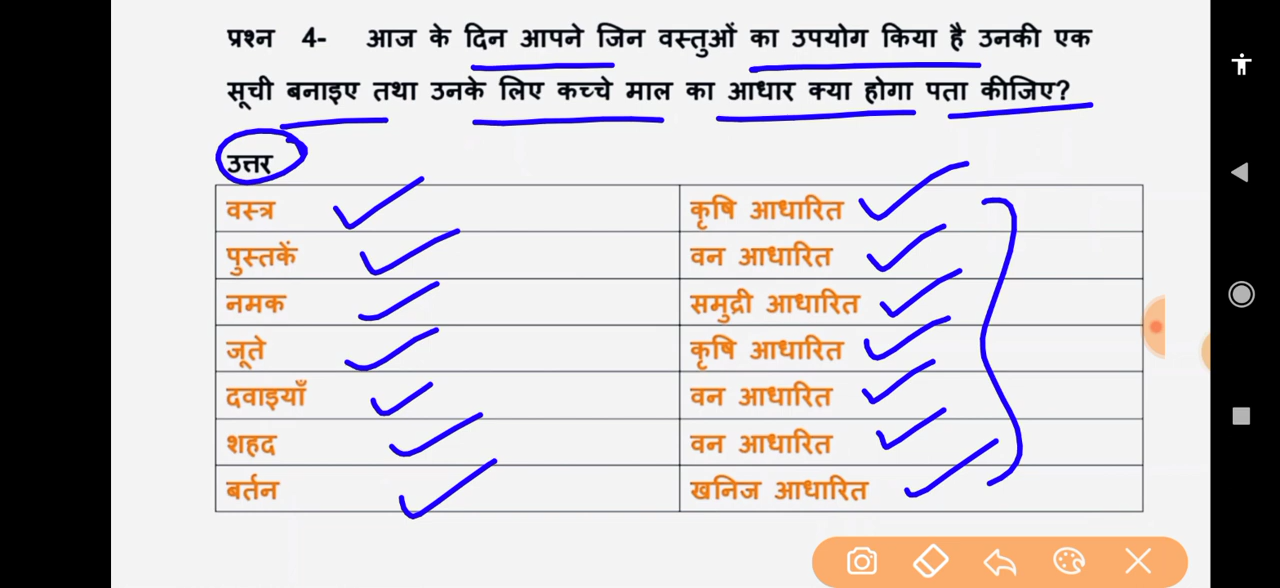 प्रश्न 4- आज के दिन आपने जिन वस्तुओं का उपयोग किया है उनकी एक
सूची बनाइए तथा उनके लिए कच्चे माल का आधार क्या होगा पता कीजिए?
उत्तर
वस्त्र कृषि आधारित
पुस्तकें वन आधारित
नमक समुद्री आधारित
जूते कृषि आधारित
दवाइयाँ वन आधारित
शहद वन आधारित
बर्तन खनिज आधारित